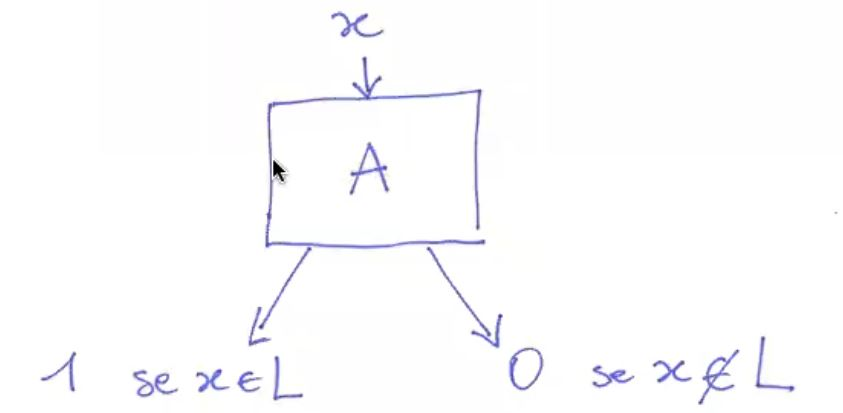 x
A
1 se x ∈ L
0 se x ∉ L